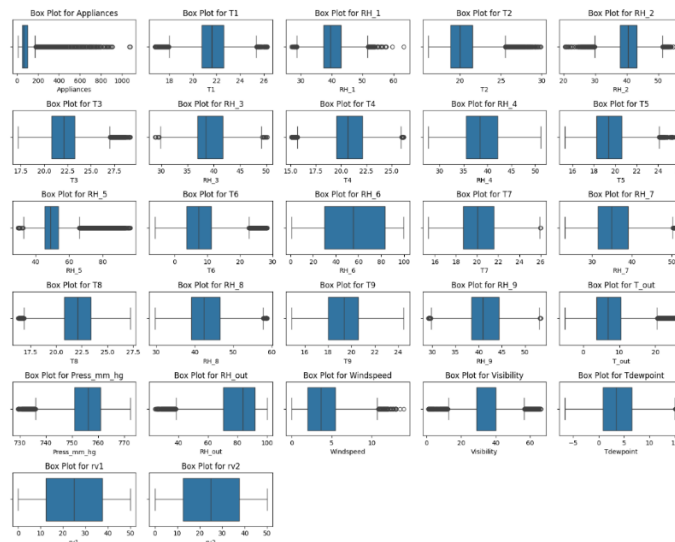 Box Plot for Appliances Box Plot for T1 Box Plot for RH_1 Box Plot for T2 Box Plot for RH_2
0 200 400 600 800 1000 18 20 22 24 26 30 40 50 60 20 30 20 30 40 50
Appliances T1 RH_1 T2 RH_2
Box Plot for T3 Box Plot for RH_3 Box Plot for T4 Box Plot for RH_4 Box Plot for T5
17.5 20.0 22.5 25.0 27.5 30 35 40 45 50 15.0 17.5 20.0 22.5 25.0 30 35 40 45 50 16 18 20 22 24
T3 RH_3 T4 RH_4 T5
Box Plot for RH_5 Box Plot for T6 Box Plot for RH_6 Box Plot for T7 Box Plot for RH_7
40 60 80 0 10 20 30 0 20 40 60 80 100 16 18 20 22 24 26 30 40 50
RH_5 T6 RH_6 T7 RH_7
Box Plot for T8 Box Plot for RH_8 Box Plot for T9 Box Plot for RH_9 Box Plot for T_out
17.5 20.0 22.5 25.0 30 40 50 60 16 18 20 22 24 30 35 40 45 50 0 10 20
T8 RH_8 T9 RH_9 T_out
Box Plot for Press_mm_hg Box Plot for RH_out Box Plot for Windspeed Box Plot for Visibility Box Plot for Tdewpoint
730 740 750 760 770 40 60 80 100 0 5 10 0 20 40 60 −5 0 5 10 15
Press_mm_hg RH_out Windspeed Visibility Tdewpoint
Box Plot for rv1 Box Plot for rv2
0 10 20 30 40 50 0 10 20 30 40 50